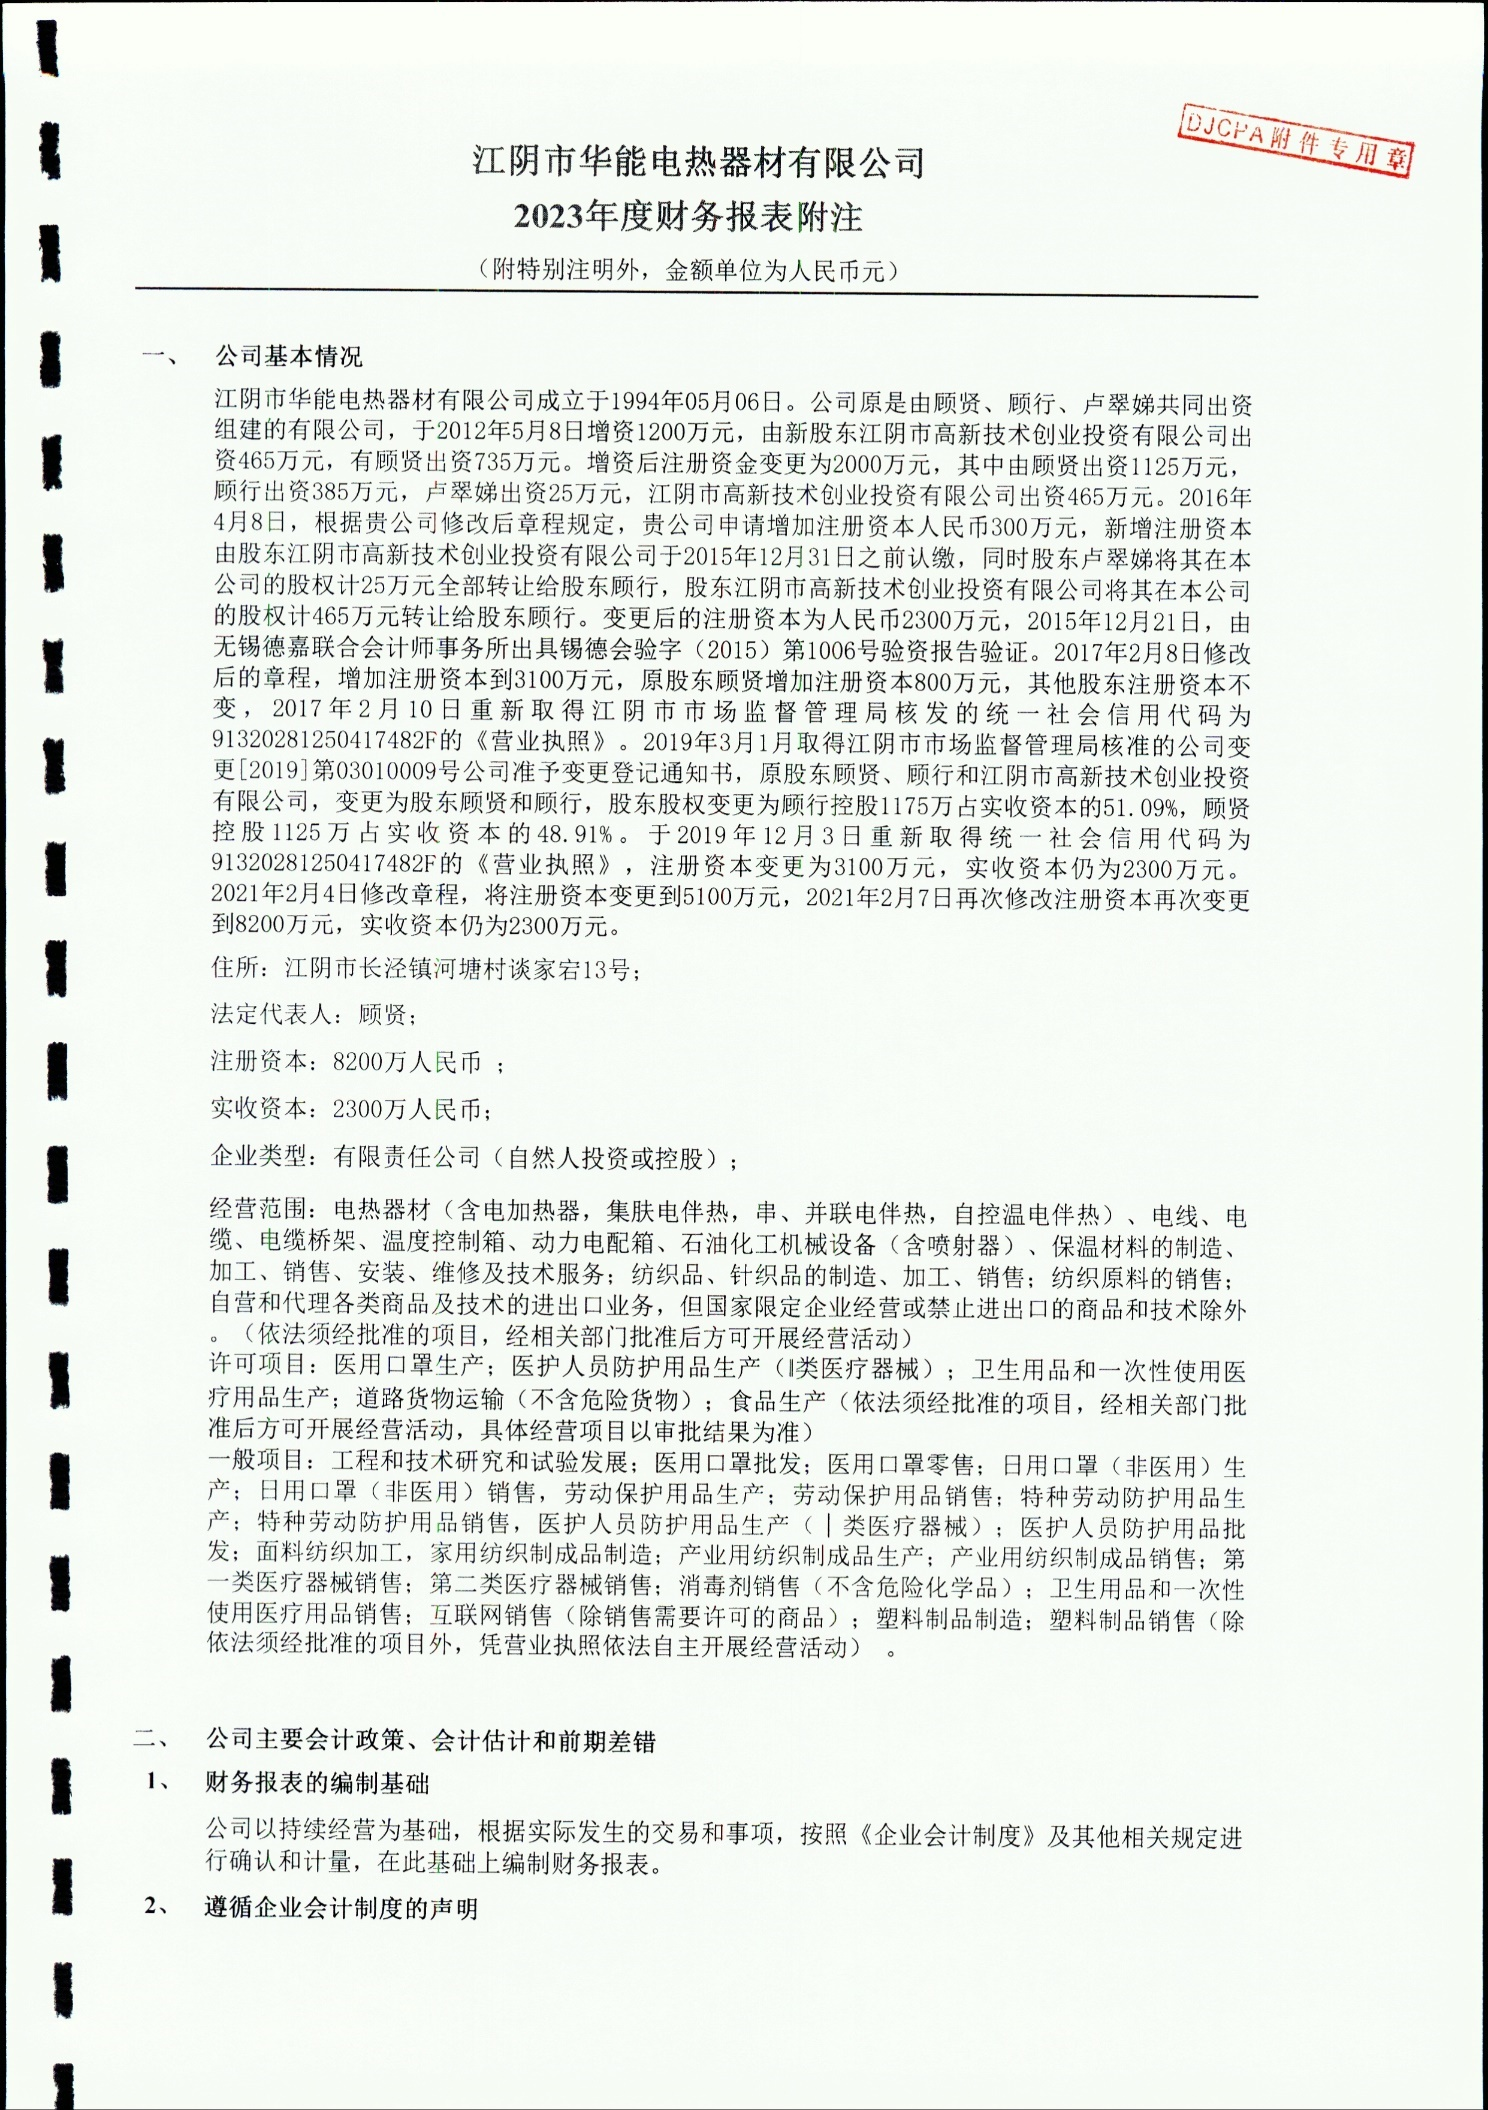 DJCPA附件专用章
江阴市华能电热器材有限公司
2023年度财务报表附注
（附特别注明外，金额单位为人民币元）
一、 公司基本情况
江阴市华能电热器材有限公司成立于1994年05月06日。公司原是由顾贤、顾行、卢翠娣共同出资
组建的有限公司，于2012年5月8日增资1200万元，由新股东江阴市高新技术创业投资有限公司出
资465万元，有顾贤出资735万元。增资后注册资金变更为2000万元，其中由顾贤出资1125万元，
顾行出资385万元，卢翠娣出资25万元，江阴市高新技术创业投资有限公司出资465万元。2016年
4月8日，根据贵公司修改后章程规定，贵公司申请增加注册资本人民币300万元，新增注册资本
由股东江阴市高新技术创业投资有限公司于2015年12月31日之前认缴，同时股东卢翠娣将其在本
公司的股权计25万元全部转让给股东顾行，股东江阴市高新技术创业投资有限公司将其在本公司
的股权计465万元转让给股东顾行。变更后的注册资本为人民币2300万元，2015年12月21日，由
无锡德嘉联合会计师事务所出具锡德会验字（2015）第1006号验资报告验证。2017年2月8日修改
后的章程，增加注册资本到3100万元，原股东顾贤增加注册资本800万元，其他股东注册资本不
变，2017年2月10日重新取得江阴市市场监督管理局核发的统一社会信用代码为
91320281250417482F的《营业执照》。2019年3月1月取得江阴市市场监督管理局核准的公司变
更[2019]第03010009号公司准予变更登记通知书，原股东顾贤、顾行和江阴市高新技术创业投资
有限公司，变更为股东顾贤和顾行，股东股权变更为顾行控股1175万占实收资本的51.09%，顾贤
控股1125万占实收资本的48.91%。于2019年12月3日重新取得统一社会信用代码为
91320281250417482F的《营业执照》，注册资本变更为3100万元，实收资本仍为2300万元。
2021年2月4日修改章程，将注册资本变更到5100万元，2021年2月7日再次修改注册资本再次变更
到8200万元，实收资本仍为2300万元。
住所：江阴市长泾镇河塘村谈家宕13号；
法定代表人：顾贤；
注册资本：8200万人民币 ；
实收资本：2300万人民币；
企业类型：有限责任公司（自然人投资或控股）；
经营范围：电热器材（含电加热器，集肤电伴热，串、并联电伴热，自控温电伴热）、电线、电
缆、电缆桥架、温度控制箱、动力电配箱、石油化工机械设备（含喷射器）、保温材料的制造、
加工、销售、安装、维修及技术服务；纺织品、针织品的制造、加工、销售；纺织原料的销售；
自营和代理各类商品及技术的进出口业务，但国家限定企业经营或禁止进出口的商品和技术除外
。（依法须经批准的项目，经相关部门批准后方可开展经营活动）
许可项目：医用口罩生产；医护人员防护用品生产（‖类医疗器械）；卫生用品和一次性使用医
疗用品生产；道路货物运输（不含危险货物）；食品生产（依法须经批准的项目，经相关部门批
准后方可开展经营活动，具体经营项目以审批结果为准）
一般项目：工程和技术研究和试验发展；医用口罩批发；医用口罩零售；日用口罩（非医用）生
产；日用口罩（非医用）销售，劳动保护用品生产；劳动保护用品销售；特种劳动防护用品生
产；特种劳动防护用品销售，医护人员防护用品生产（｜类医疗器械）；医护人员防护用品批
发；面料纺织加工，家用纺织制成品制造；产业用纺织制成品生产；产业用纺织制成品销售；第
一类医疗器械销售；第二类医疗器械销售；消毒剂销售（不含危险化学品）；卫生用品和一次性
使用医疗用品销售；互联网销售（除销售需要许可的商品）；塑料制品制造；塑料制品销售（除
依法须经批准的项目外，凭营业执照依法自主开展经营活动） 。
二、 公司主要会计政策、会计估计和前期差错
1、 财务报表的编制基础
公司以持续经营为基础，根据实际发生的交易和事项，按照《企业会计制度》及其他相关规定进
行确认和计量，在此基础上编制财务报表。
2、 遵循企业会计制度的声明